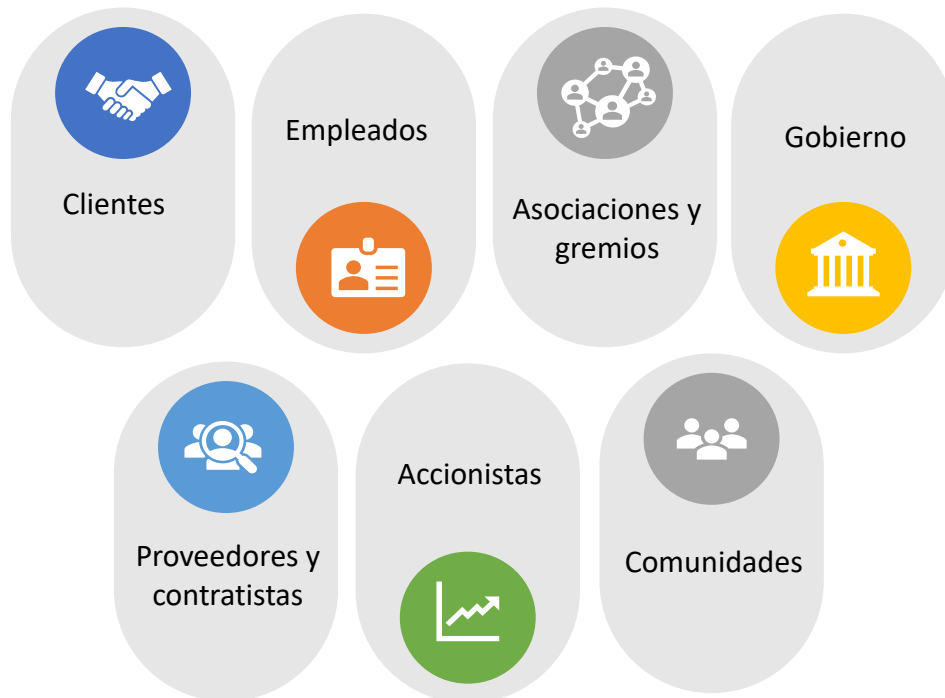 Clientes
Empleados
Asociaciones y
gremios
Gobierno
Proveedores y
contratistas
Accionistas
Comunidades